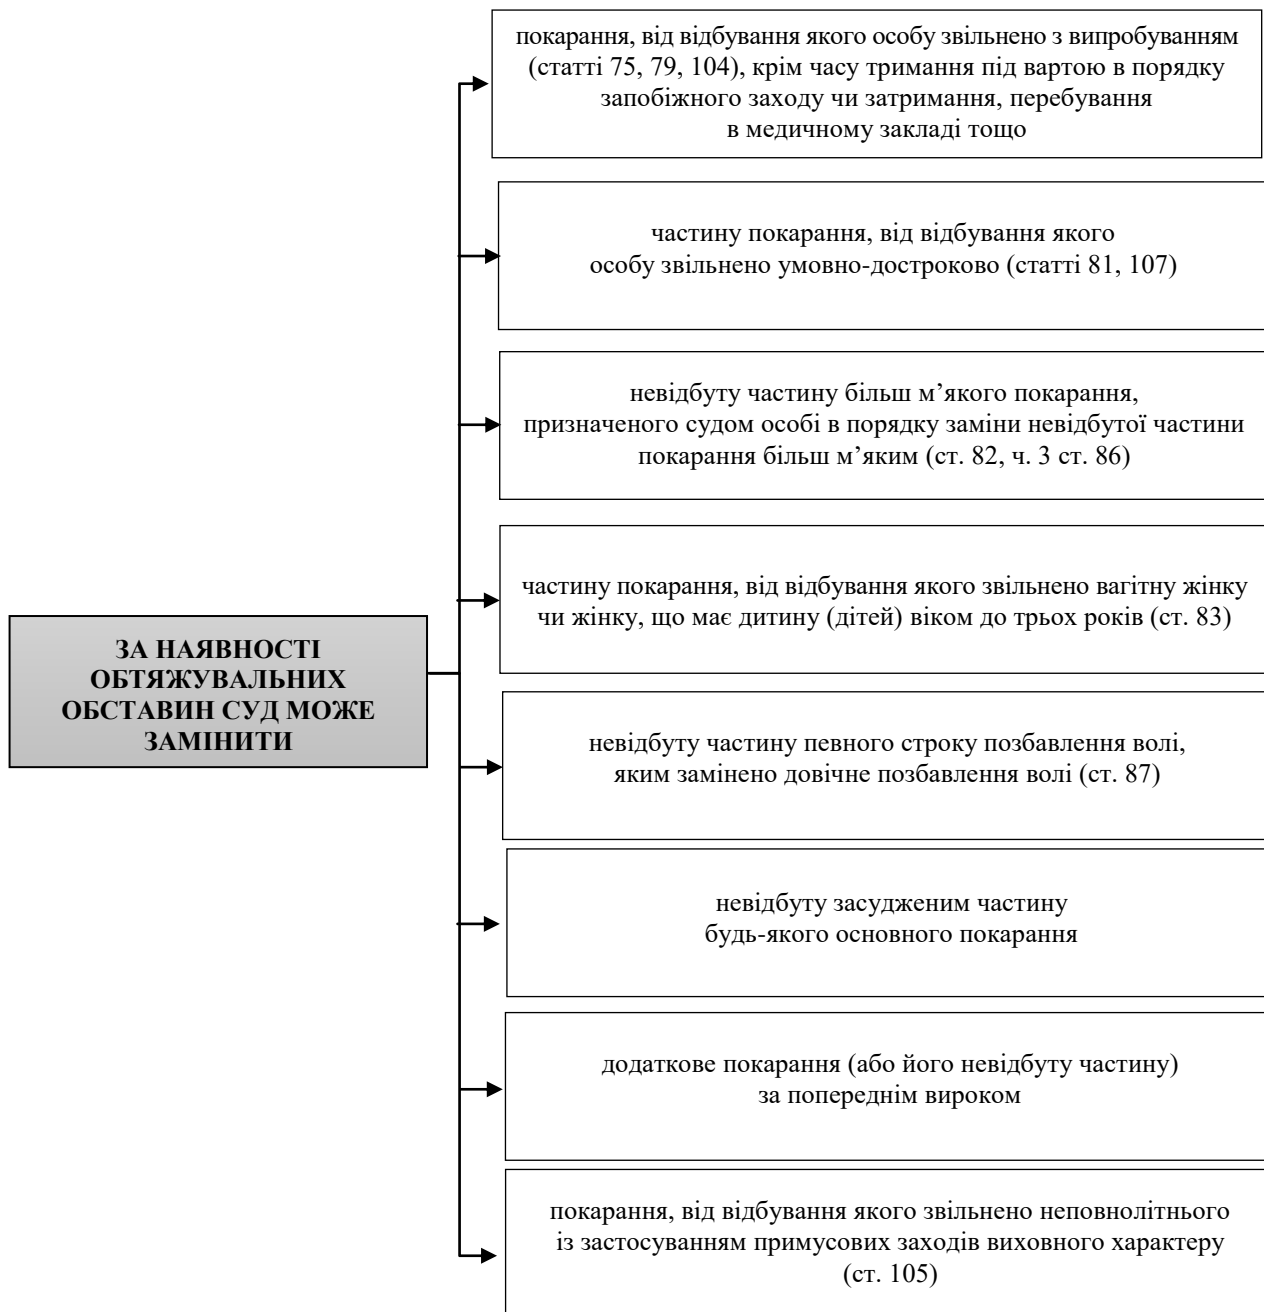 покарання, від відбування якого особу звільнено з випробуванням
(статті 75, 79, 104), крім часу тримання під вартою в порядку
запобіжного заходу чи затримання, перебування
в медичному закладі тощо
частину покарання, від відбування якого
особу звільнено умовно-достроково (статті 81, 107)
невідбуту частину більш м’якого покарання,
призначеного судом особі в порядку заміни невідбутої частини
покарання більш м’яким (ст. 82, ч. 3 ст. 86)
частину покарання, від відбування якого звільнено вагітну жінку
чи жінку, що має дитину (дітей) віком до трьох років (ст. 83)
ЗА НАЯВНОСТІ
ОБТЯЖУВАЛЬНИХ
ОБСТАВИН СУД МОЖЕ
ЗАМІНИТИ
невідбуту частину певного строку позбавлення волі,
яким замінено довічне позбавлення волі (ст. 87)
невідбуту засудженим частину
будь-якого основного покарання
додаткове покарання (або його невідбуту частину)
за попереднім вироком
покарання, від відбування якого звільнено неповнолітнього
із застосуванням примусових заходів виховного характеру
(ст. 105)